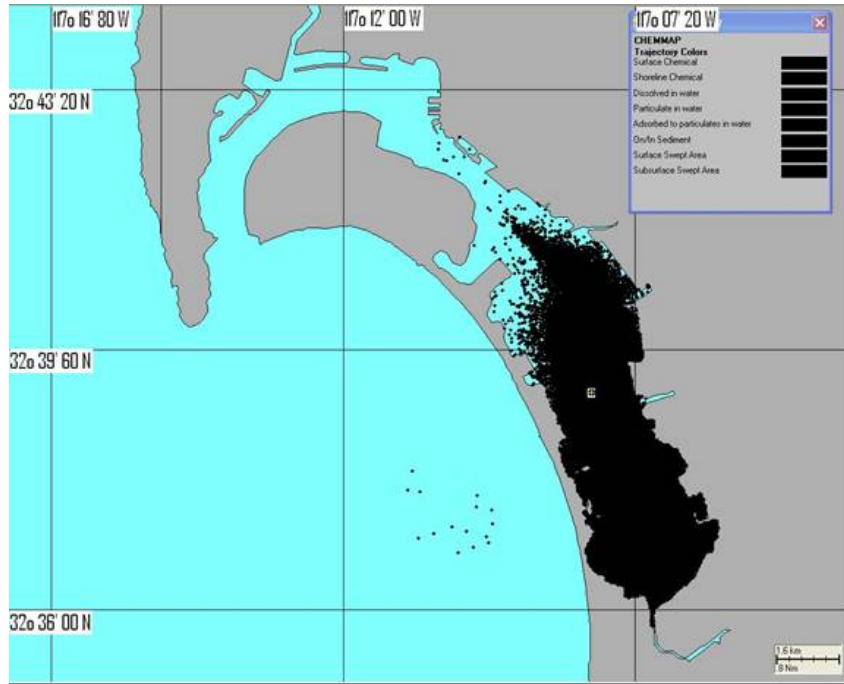 117o 16' 80 W
117o 12' 00 W
117o 07' 20 W
CHEMMAP
Trajectory Colors
Surface Chemical
Shoreline Chemical
Dissolved in water
Particulate in water
Adsorbed to particulates in water
On/In Sediment
Surface Swept Area
Subsurface Swept Area
32o 43' 20 N
32o 39' 60 N
32o 36' 00 N
1.6 km
.8 Nm